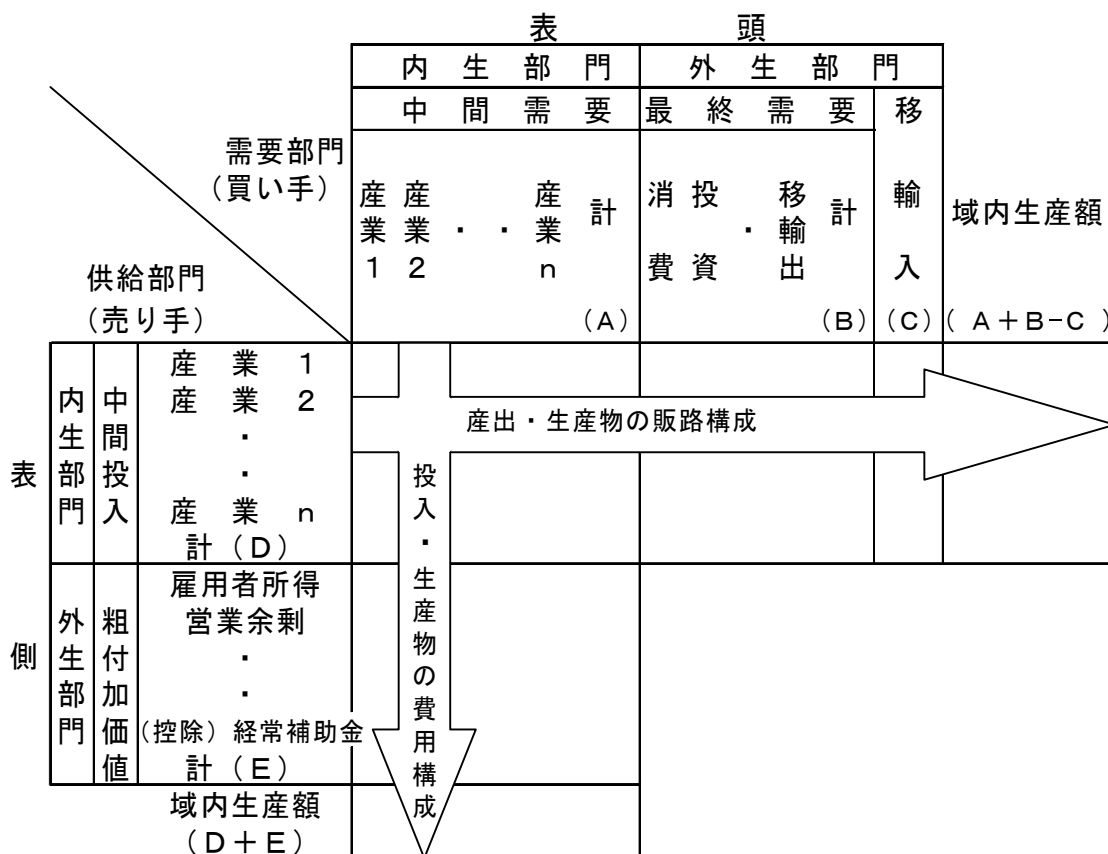 表 頭
内 生 部 門
外 生 部 門
中 間 需 要
最 終 需 要
移輸入
(C)
需要部門
(買い手)
産業1
産業2
・
・
産業n
計
(A)
消費
投資
・
移輸出
計
(B)
域内生産額
(A+B-C)
供給部門
(売り手)
表側
内生部門
中間投入
産 業 1
産 業 2
・
・
産 業 n
計(D)
産出・生産物の販路構成
投入・生産物の費用構成
外生部門
粗付加価値
雇用者所得
営業余剰
・
・
(控除)経常補助金
計(E)
域内生産額
(D+E)